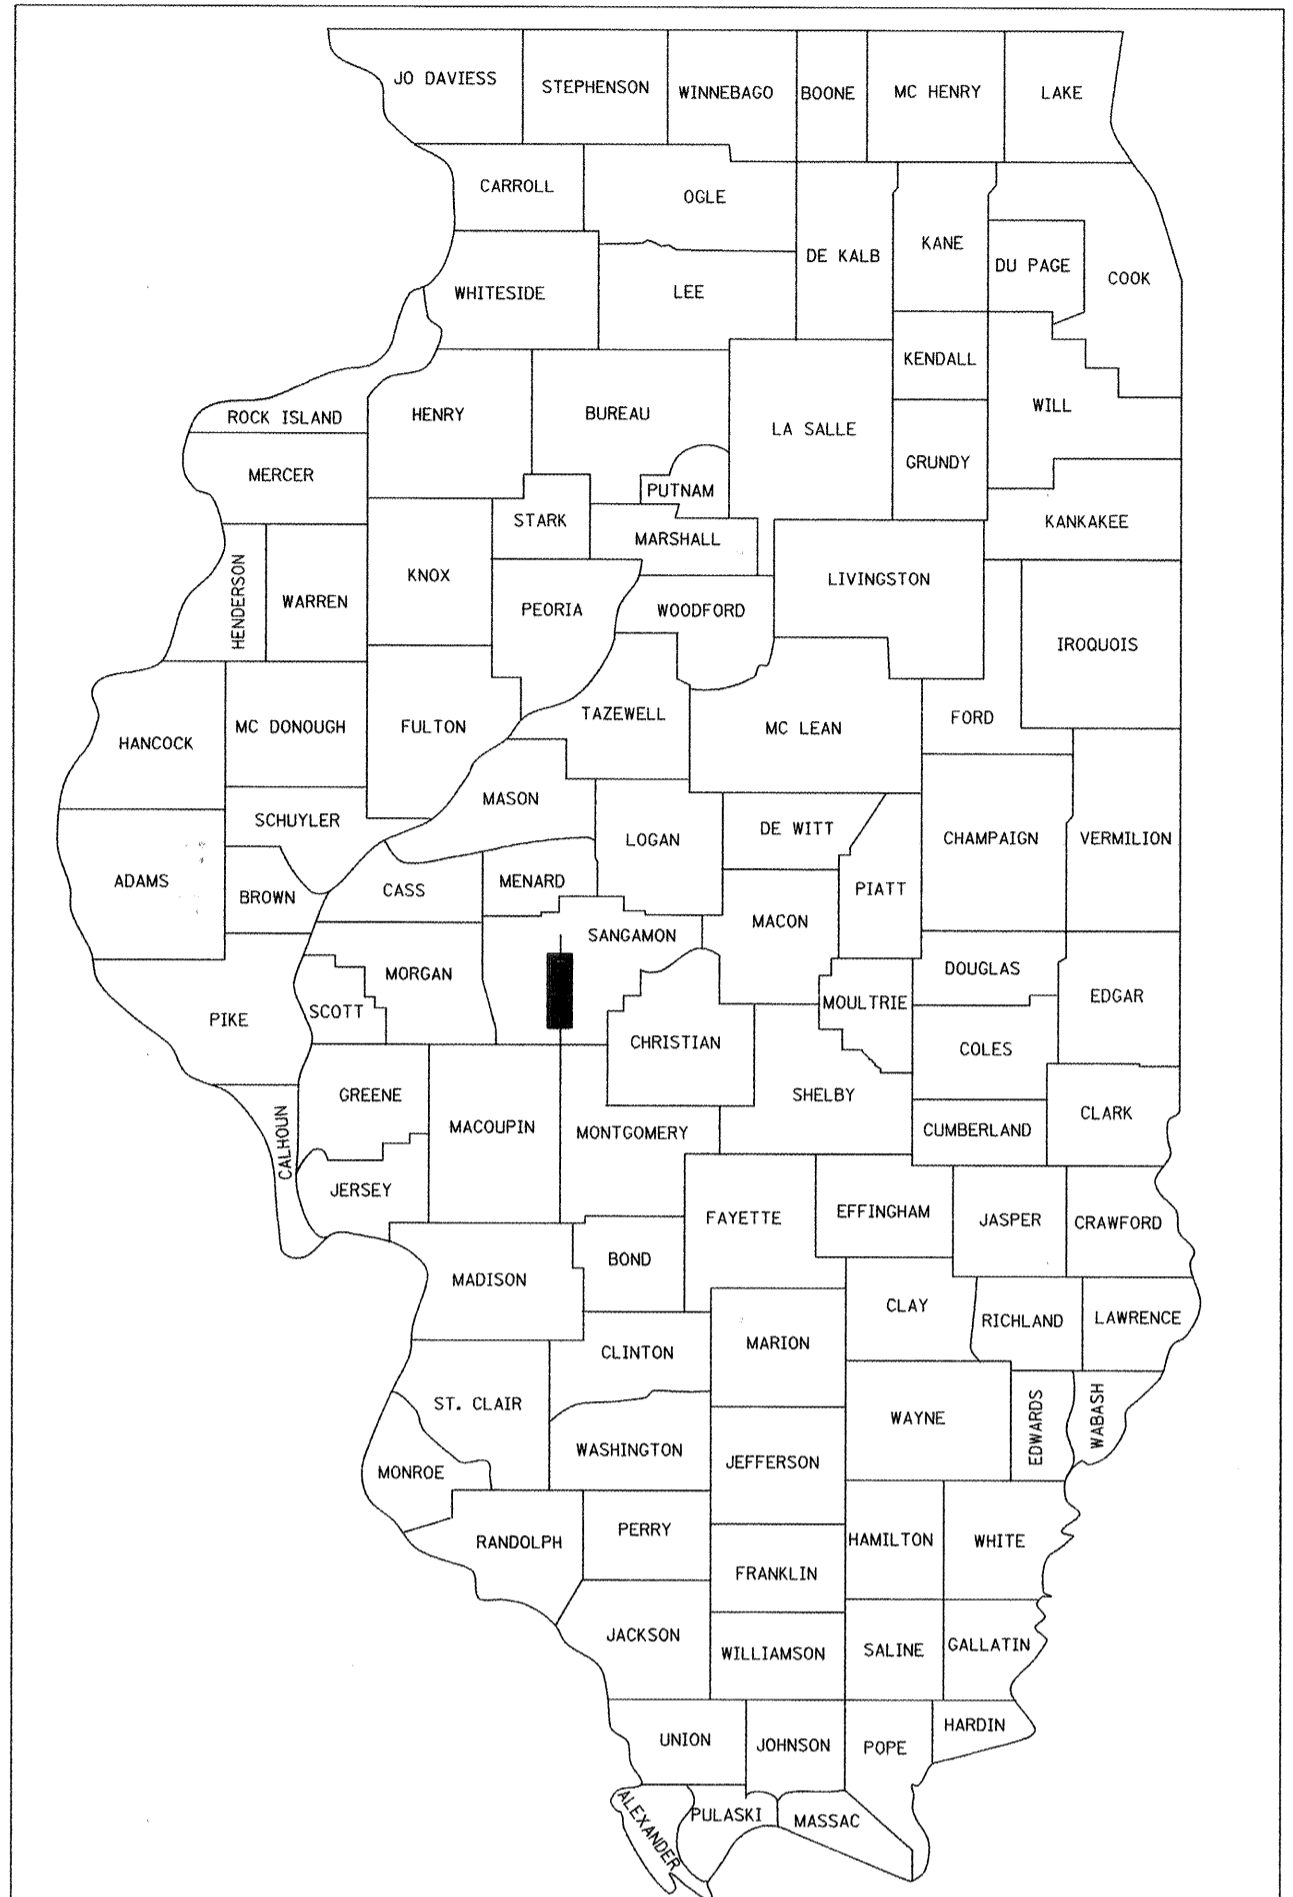 JO DAVIESS
STEPHENSON
WINNEBAGO
BOONE
MC HENRY
LAKE
CARROLL
OGLE
DE KALB
KANE
DU PAGE
COOK
WHITESIDE
LEE
KENDALL
WILL
ROCK ISLAND
HENRY
BUREAU
LA SALLE
GRUNDY
MERCER
PUTNAM
STARK
MARSHALL
KANKAKEE
HENDERSON
WARREN
KNOX
PEORIA
WOODFORD
LIVINGSTON
IROQUOIS
HANCOCK
MC DONOUGH
FULTON
TAZEWELL
MC LEAN
FORD
MASON
SCHUYLER
LOGAN
DE WITT
CHAMPAIGN
VERMILION
ADAMS
BROWN
CASS
MENARD
PIATT
MACON
SANGAMON
MORGAN
DOUGLAS
EDGAR
PIKE
SCOTT
MOULTRIE
CHRISTIAN
COLES
GREENE
SHELBY
CLARK
CALHOUN
MACOUPIN
MONTGOMERY
CUMBERLAND
JERSEY
FAYETTE
EFFINGHAM
JASPER
CRAWFORD
MADISON
BOND
CLAY
RICHLAND
LAWRENCE
CLINTON
MARION
ST. CLAIR
WAYNE
EDWARDS
WABASH
WASHINGTON
JEFFERSON
MONROE
RANDOLPH
PERRY
HAMILTON
WHITE
FRANKLIN
JACKSON
WILLIAMSON
SALINE
GALLATIN
UNION
JOHNSON
POPE
HARDIN
ALEXANDER
PULASKI
MASSAC